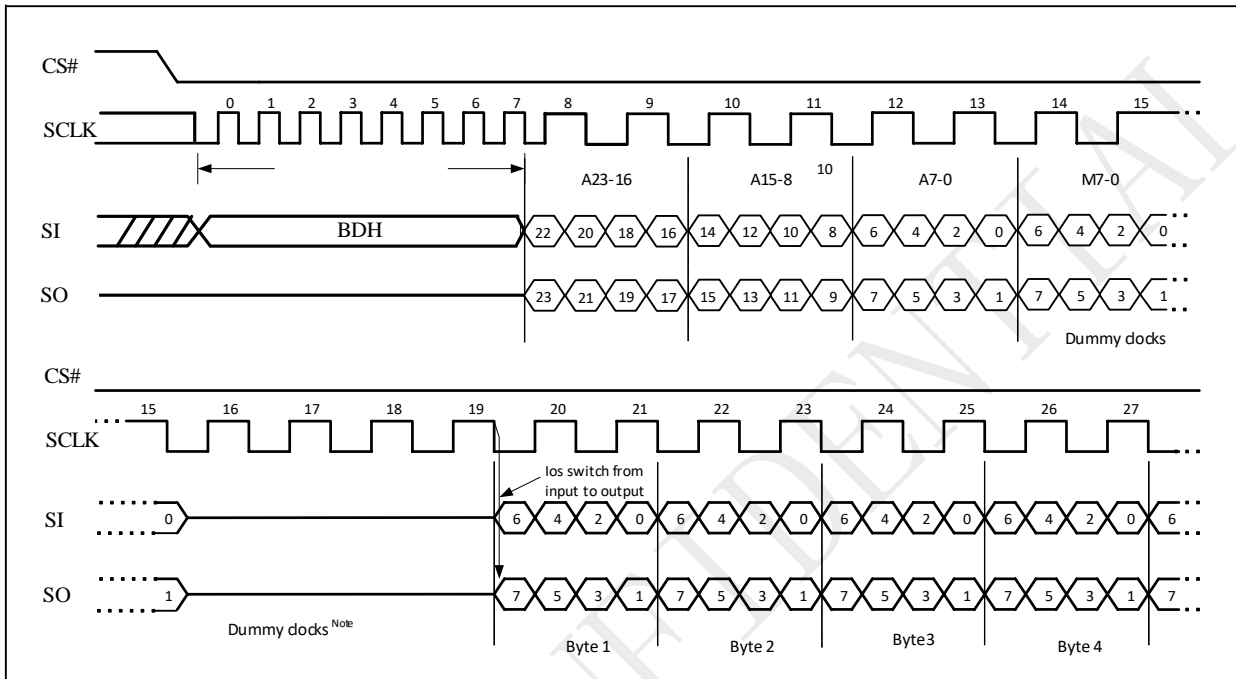 CS#
0 1 2 3 4 5 6 7 8 9 10 11 12 13 14 15
SCLK
A23-16 A15-8 10 A7-0 M7-0
SI BDH 22 20 18 16 14 12 10 8 6 4 2 0 6 4 2 0
SO 23 21 19 17 15 13 11 9 7 5 3 1 7 5 3 1
Dummy clocks
CS#
15 16 17 18 19 20 21 22 23 24 25 26 27
SCLK
Ios switch from
input to output
SI 0 6 4 2 0 6 4 2 0 6 4 2 0 6 4 2 0 6
SO 1 7 5 3 1 7 5 3 1 7 5 3 1 7 5 3 1 7
Dummy clocks Note Byte 1 Byte 2 Byte3 Byte 4